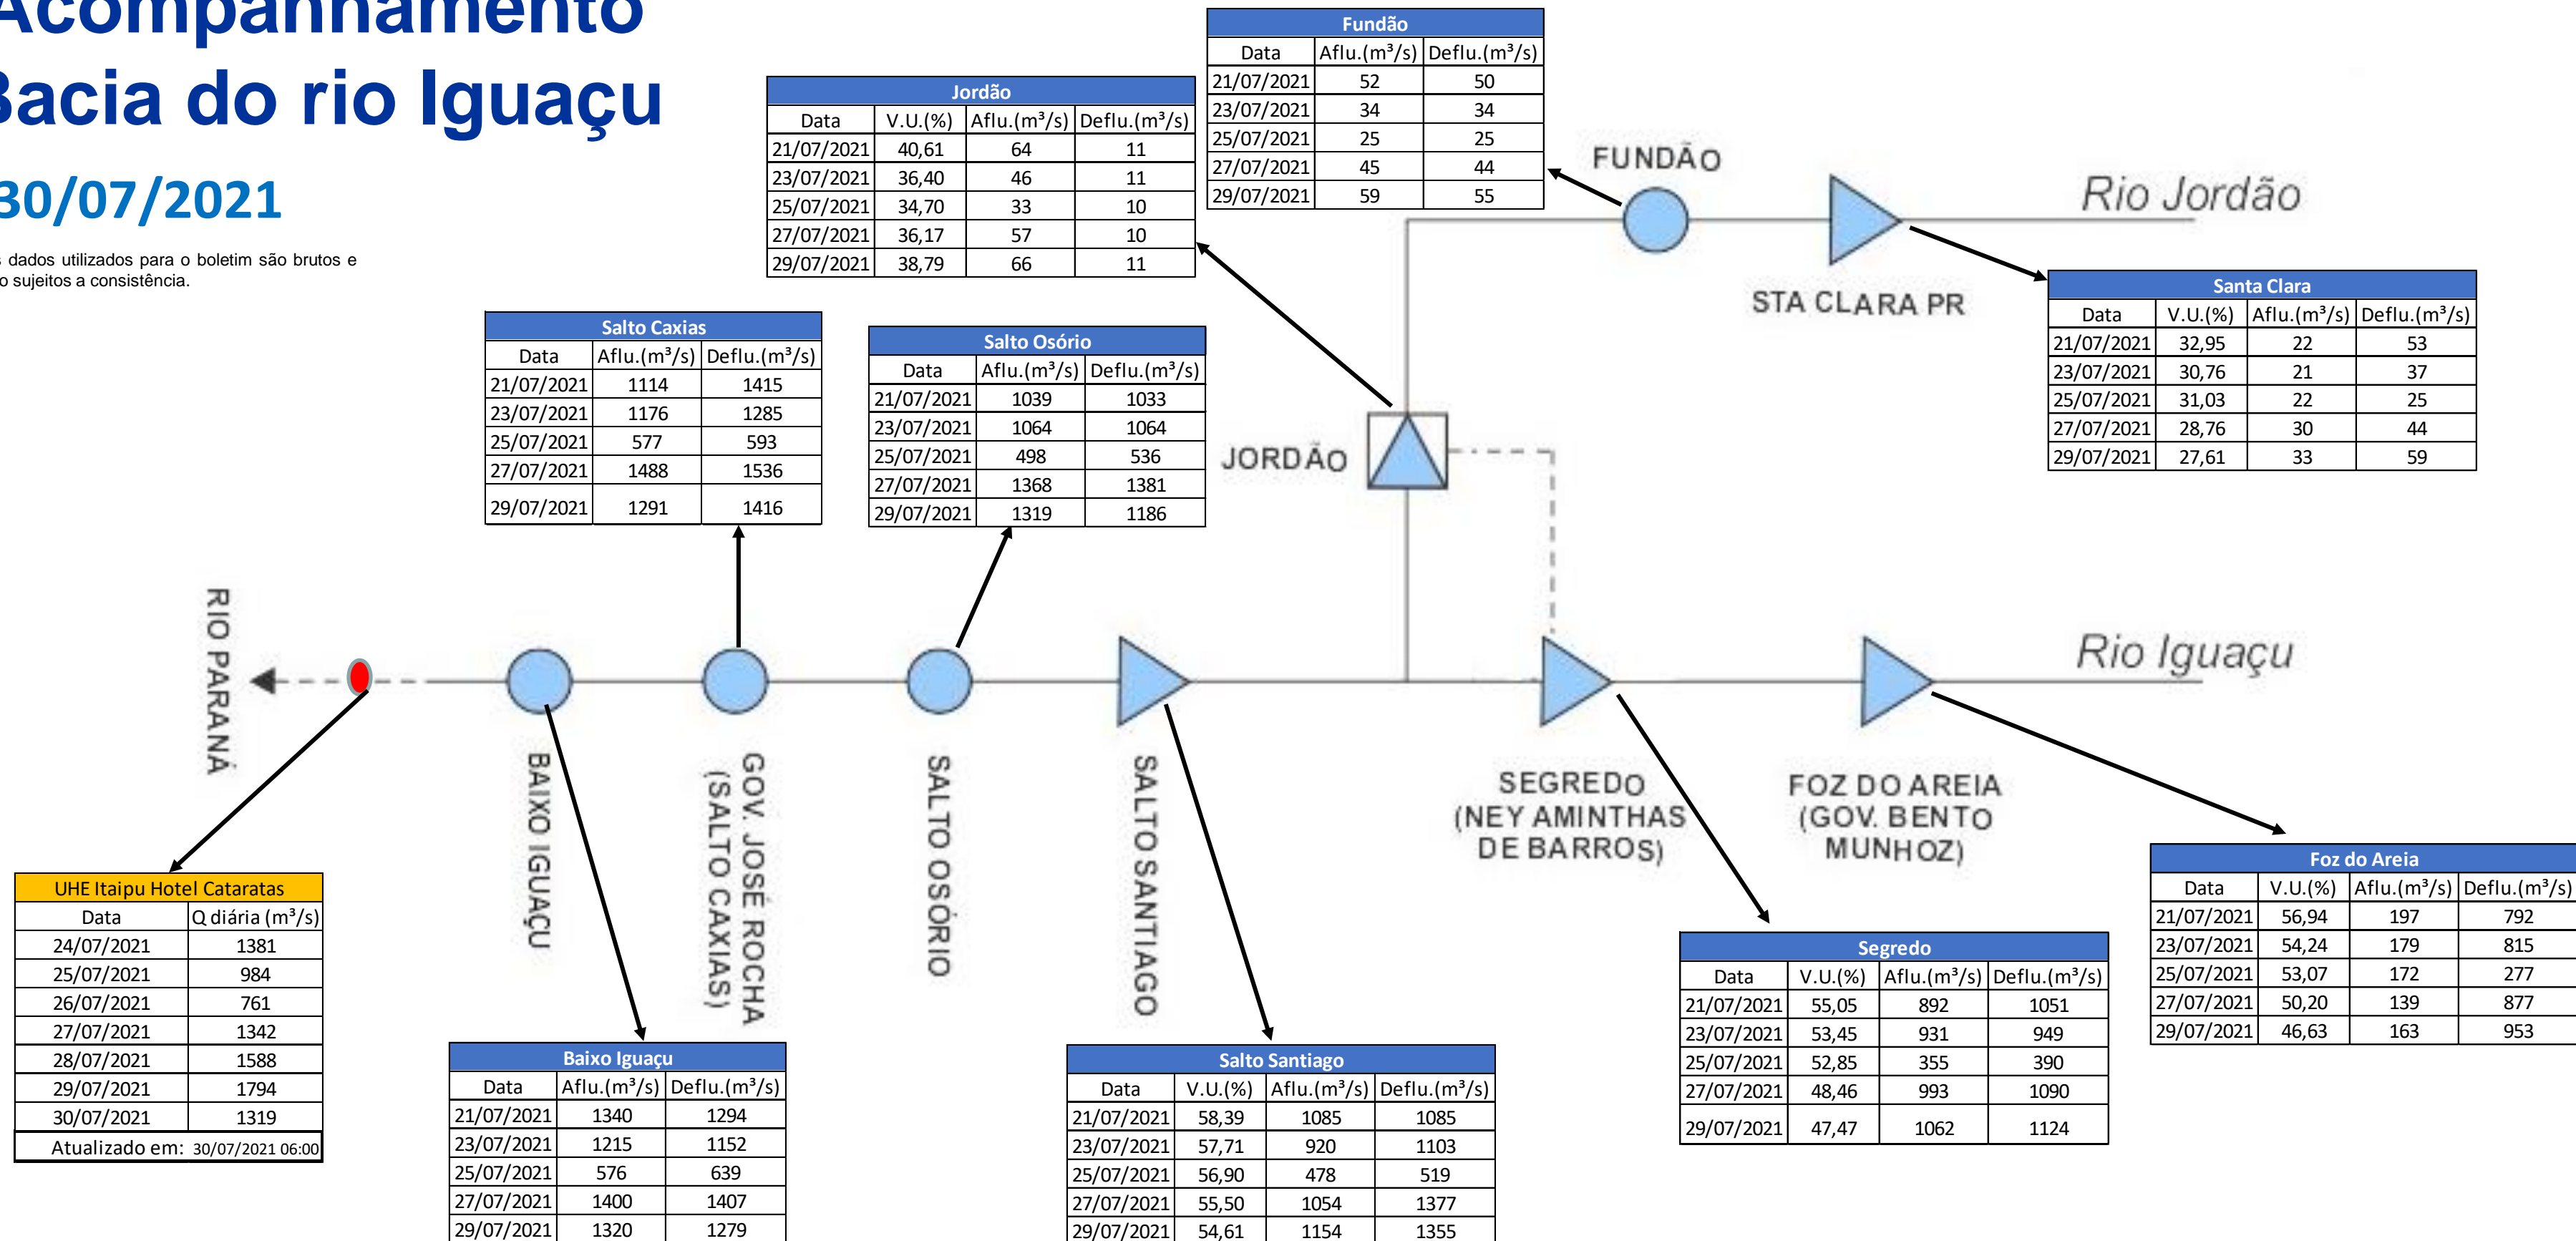 Acompanhamento
Bacia do rio Iguaçu
30/07/2021
s dados utilizados para o boletim são brutos e
o sujeitos a consistência.
Fundão
Data Aflu.(m³/s) Deflu.(m³/s)
21/07/2021 52 50
23/07/2021 34 34
25/07/2021 25 25
27/07/2021 45 44
29/07/2021 59 55
Jordão
Data V.U.(%) Aflu.(m³/s) Deflu.(m³/s)
21/07/2021 40,61 64 11
23/07/2021 36,40 46 11
25/07/2021 34,70 33 10
27/07/2021 36,17 57 10
29/07/2021 38,79 66 11
FUNDÃO
Rio Jordão
STA CLARA PR
Santa Clara
Data V.U.(%) Aflu.(m³/s) Deflu.(m³/s)
21/07/2021 32,95 22 53
23/07/2021 30,76 21 37
25/07/2021 31,03 22 25
27/07/2021 28,76 30 44
29/07/2021 27,61 33 59
Salto Caxias
Data Aflu.(m³/s) Deflu.(m³/s)
21/07/2021 1114 1415
23/07/2021 1176 1285
25/07/2021 577 593
27/07/2021 1488 1536
29/07/2021 1291 1416
Salto Osório
Data Aflu.(m³/s) Deflu.(m³/s)
21/07/2021 1039 1033
23/07/2021 1064 1064
25/07/2021 498 536
27/07/2021 1368 1381
29/07/2021 1319 1186
JORDÃO
RIO PARANÁ
Rio Iguaçu
BAIXO IGUAÇU
GOV. JOSÉ ROCHA
(SALTO CAXIAS)
SALTO OSÓRIO
SALTO SANTIAGO
SEGREDO
(NEY AMINTHAS
DE BARROS)
FOZ DO AREIA
(GOV. BENTO
MUNHOZ)
UHE Itaipu Hotel Cataratas
Data Q diária (m³/s)
24/07/2021 1381
25/07/2021 984
26/07/2021 761
27/07/2021 1342
28/07/2021 1588
29/07/2021 1794
30/07/2021 1319
Atualizado em: 30/07/2021 06:00
Baixo Iguaçu
Data Aflu.(m³/s) Deflu.(m³/s)
21/07/2021 1340 1294
23/07/2021 1215 1152
25/07/2021 576 639
27/07/2021 1400 1407
29/07/2021 1320 1279
Salto Santiago
Data V.U.(%) Aflu.(m³/s) Deflu.(m³/s)
21/07/2021 58,39 1085 1085
23/07/2021 57,71 920 1103
25/07/2021 56,90 478 519
27/07/2021 55,50 1054 1377
29/07/2021 54,61 1154 1355
Segredo
Data V.U.(%) Aflu.(m³/s) Deflu.(m³/s)
21/07/2021 55,05 892 1051
23/07/2021 53,45 931 949
25/07/2021 52,85 355 390
27/07/2021 48,46 993 1090
29/07/2021 47,47 1062 1124
Foz do Areia
Data V.U.(%) Aflu.(m³/s) Deflu.(m³/s)
21/07/2021 56,94 197 792
23/07/2021 54,24 179 815
25/07/2021 53,07 172 277
27/07/2021 50,20 139 877
29/07/2021 46,63 163 953